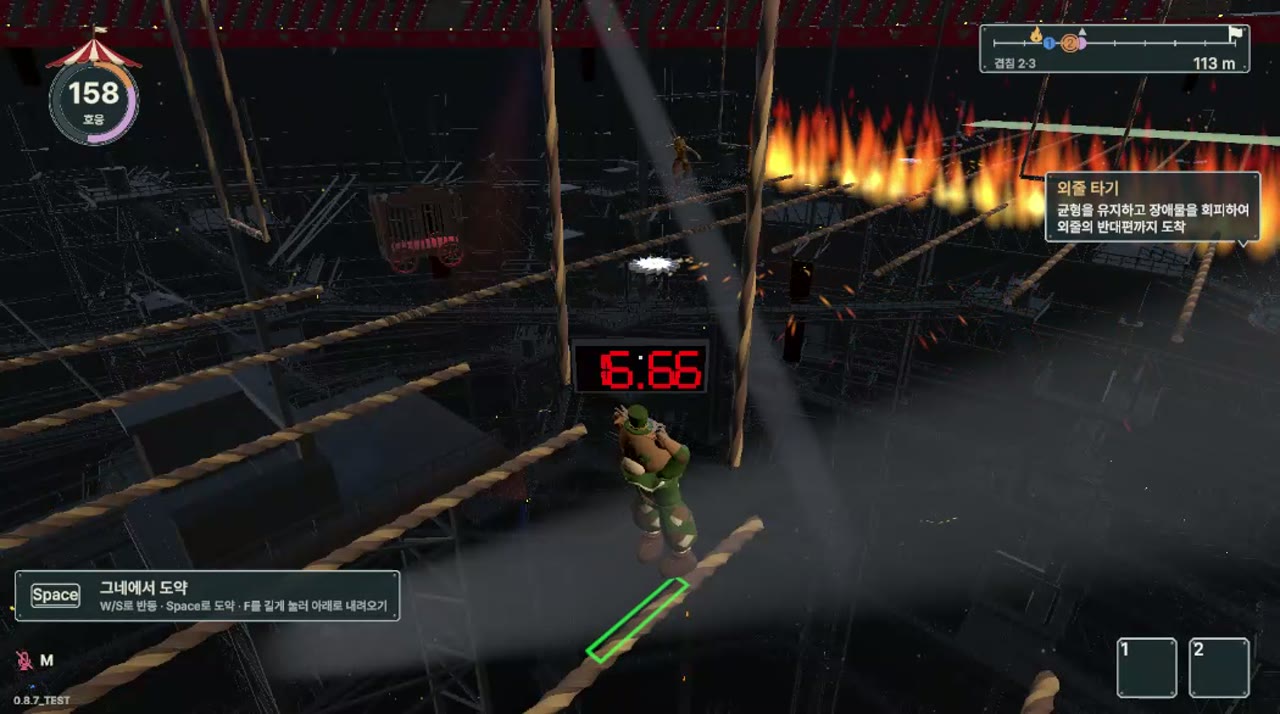 158
호응
겹침 2·3
113 m
외줄 타기
균형을 유지하고 장애물을 회피하여
외줄의 반대편까지 도착
Space
그네에서 도약
W/S로 반동 · Space로 도약 · F를 길게 눌러 아래로 내려오기
M
0.8.7_TEST
1
2